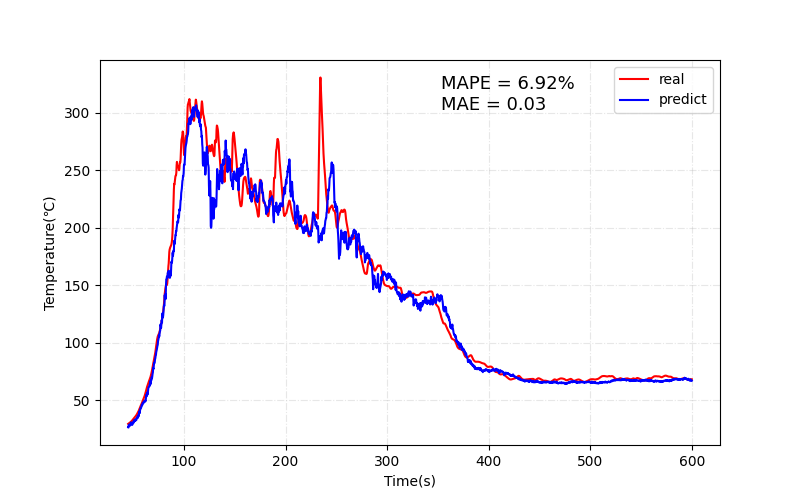 MAPE = 6.92%
MAE = 0.03
real
predict
300
250
200
150
100
50
Temperature(℃)
100 200 300 400 500 600
Time(s)